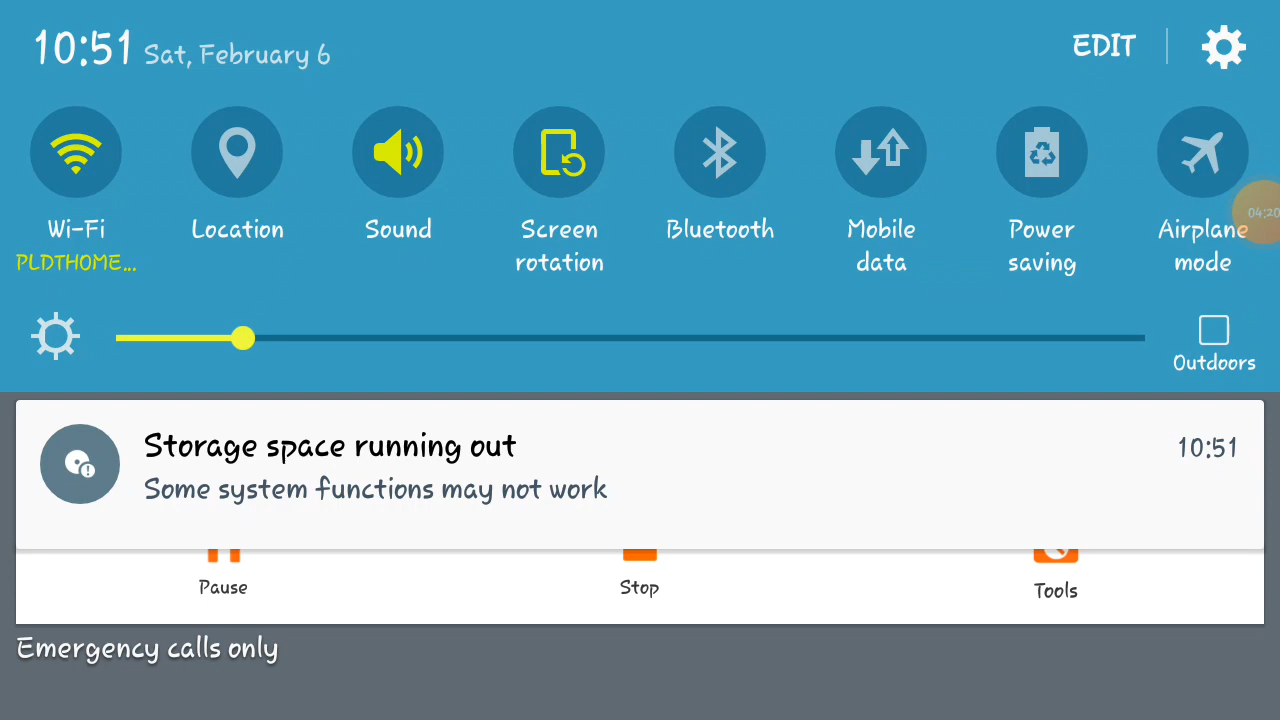 10:51 Sat, February 6 EDIT
Wi-Fi Location Sound Screen rotation Bluetooth Mobile data Power saving Airplane mode
PLDTHOME...
04:20
Outdoors
Storage space running out 10:51
Some system functions may not work
Pause Stop Tools
Emergency calls only